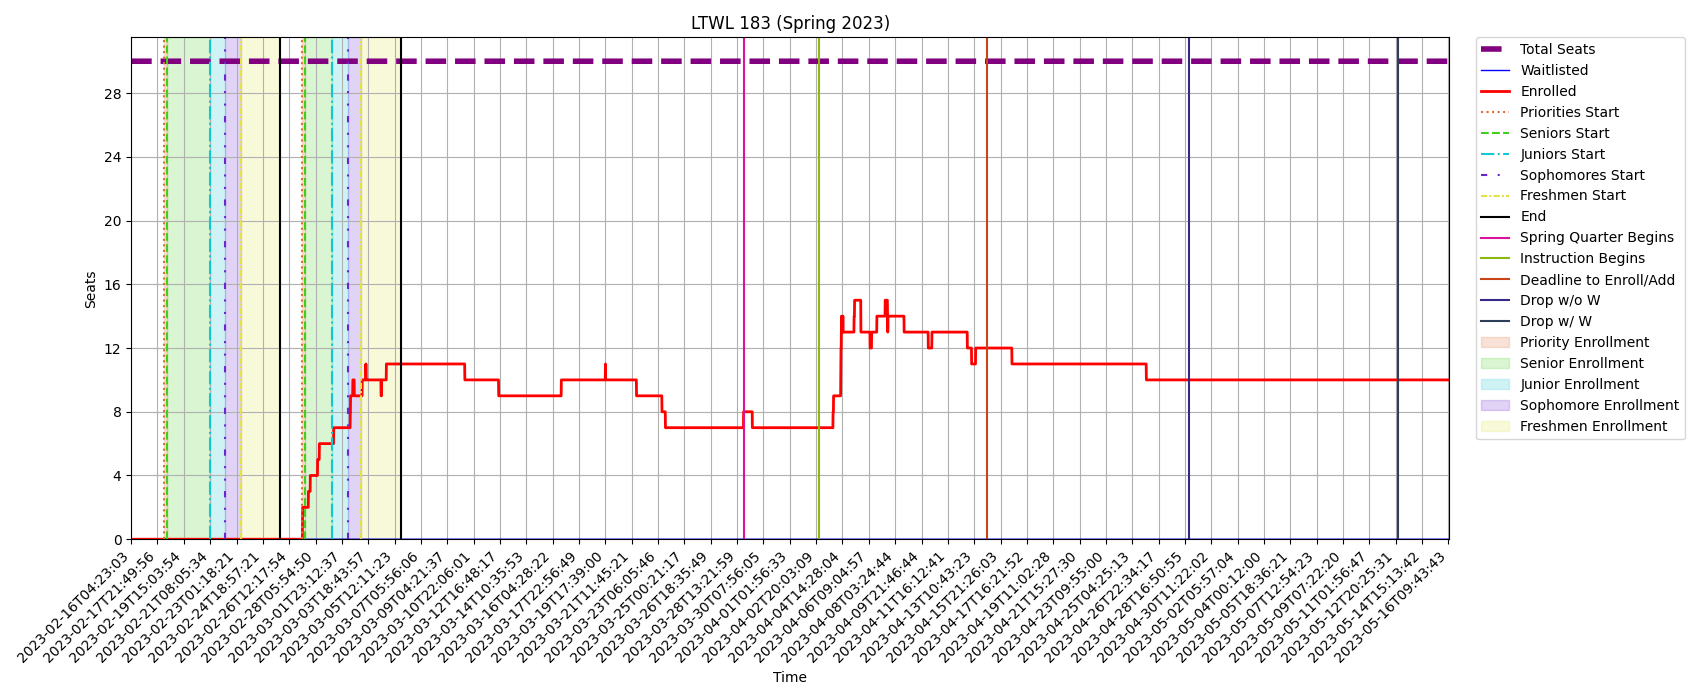 LTWL 183 (Spring 2023)
Seats
28
24
20
16
12
8
4
0
2023-02-16T04:23:03
2023-02-17T21:49:56
2023-02-19T15:03:54
2023-02-21T08:05:34
2023-02-23T01:18:21
2023-02-24T18:57:21
2023-02-26T12:17:54
2023-02-28T05:54:50
2023-03-01T23:12:37
2023-03-03T18:43:57
2023-03-05T12:11:23
2023-03-07T05:56:06
2023-03-09T04:21:37
2023-03-10T22:06:01
2023-03-12T16:48:17
2023-03-14T10:35:53
2023-03-16T04:28:22
2023-03-17T22:56:49
2023-03-19T17:39:00
2023-03-21T11:45:21
2023-03-23T06:05:46
2023-03-25T00:21:17
2023-03-26T18:35:49
2023-03-28T13:21:59
2023-03-30T07:56:05
2023-04-01T01:56:33
2023-04-02T20:03:09
2023-04-04T14:28:04
2023-04-06T09:04:57
2023-04-08T03:24:44
2023-04-09T21:46:44
2023-04-11T16:12:41
2023-04-13T10:43:23
2023-04-15T21:26:03
2023-04-17T16:21:52
2023-04-19T11:02:28
2023-04-21T15:27:30
2023-04-23T09:55:00
2023-04-25T04:25:13
2023-04-26T22:34:17
2023-04-28T16:50:55
2023-04-30T11:22:02
2023-05-02T05:57:04
2023-05-04T00:12:00
2023-05-05T18:36:21
2023-05-07T12:54:23
2023-05-09T07:22:20
2023-05-11T01:56:47
2023-05-12T20:25:31
2023-05-14T15:13:42
2023-05-16T09:43:43
Time
Total Seats
Waitlisted
Enrolled
Priorities Start
Seniors Start
Juniors Start
Sophomores Start
Freshmen Start
End
Spring Quarter Begins
Instruction Begins
Deadline to Enroll/Add
Drop w/o W
Drop w/ W
Priority Enrollment
Senior Enrollment
Junior Enrollment
Sophomore Enrollment
Freshmen Enrollment